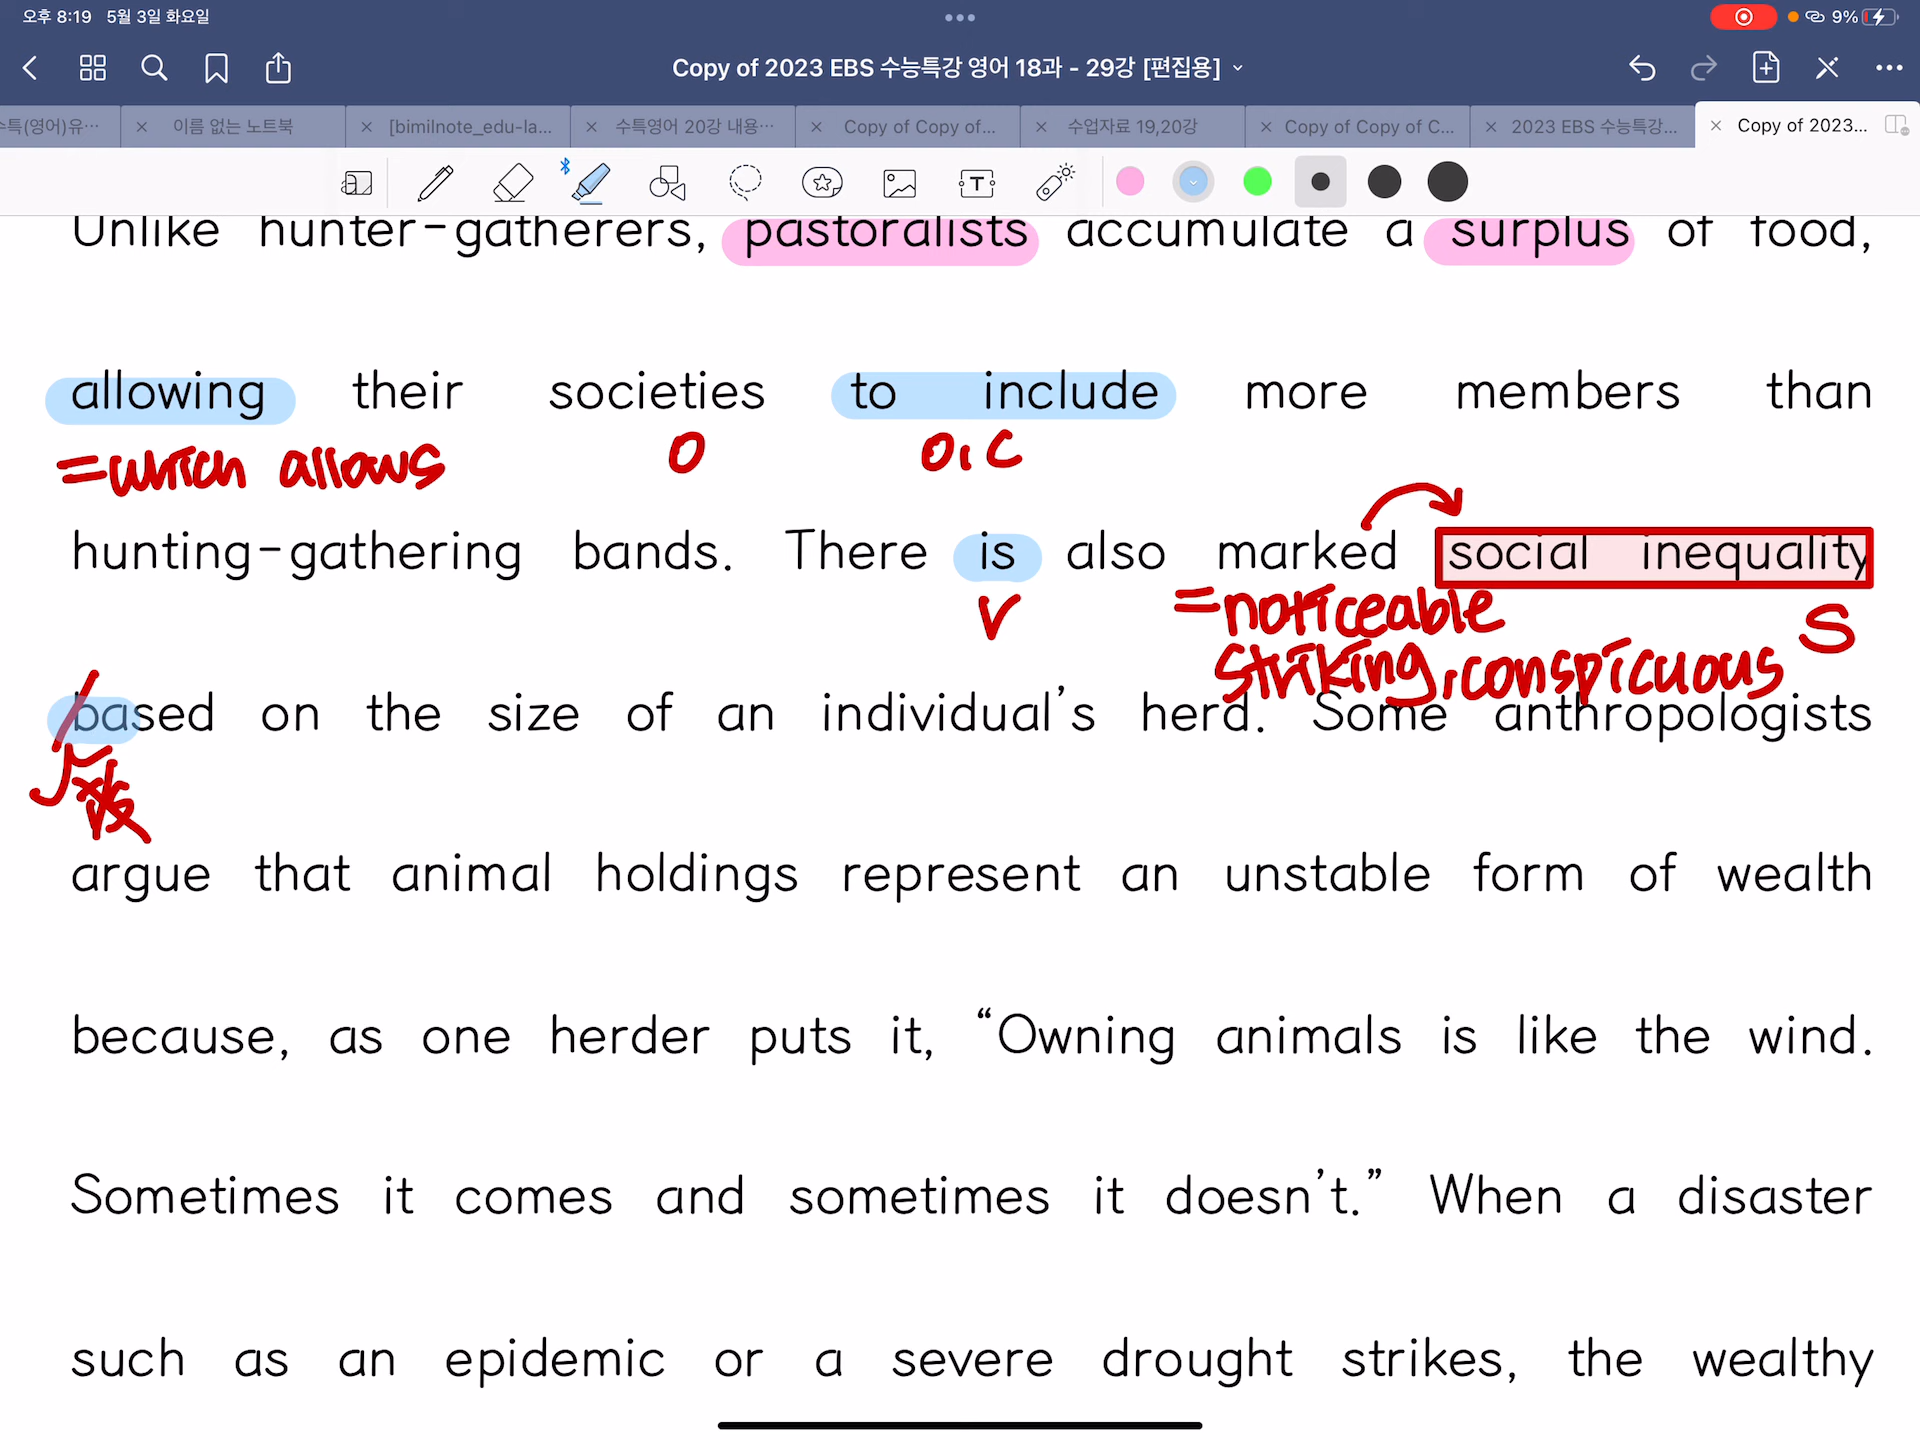 오후 8:19 5월 3일 화요일
9%
Copy of 2023 EBS 수능특강 영어 18과 - 29강 [편집용]
수특(영어)유…
이름 없는 노트북
[bimilnote_edu-la...
수특영어 20강 내용…
Copy of Copy of...
수업자료 19,20강
Copy of Copy of C...
2023 EBS 수능특강...
Copy of 2023...
Unlike hunter-gatherers, pastoralists accumulate a surplus of food,
allowing their societies to include more members than
=which allows O O.C
hunting-gathering bands. There is also marked social inequality
V =noticeable S
striking, conspicuous
based on the size of an individual's herd. Some anthropologists
argue that animal holdings represent an unstable form of wealth
because, as one herder puts it, “Owning animals is like the wind.
Sometimes it comes and sometimes it doesn't.” When a disaster
such as an epidemic or a severe drought strikes, the wealthy